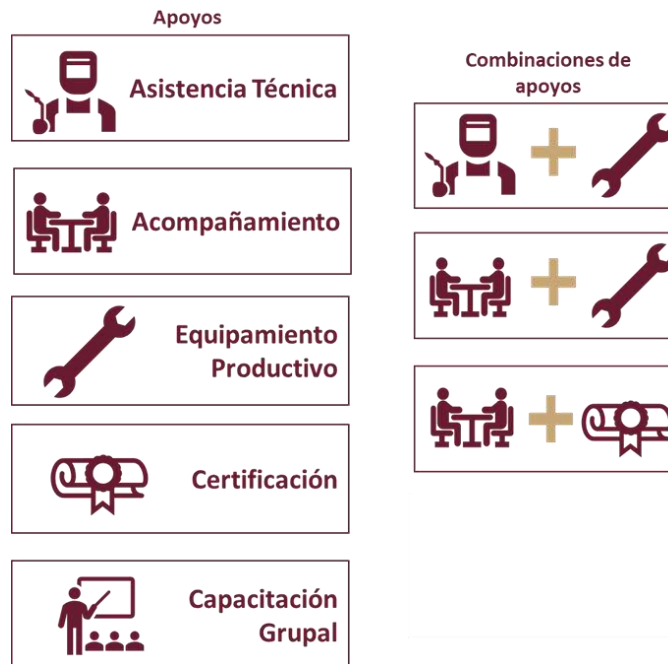 Apoyos
Asistencia Técnica
Acompañamiento
Equipamiento
Productivo
Certificación
Capacitación
Grupal
Combinaciones de
apoyos